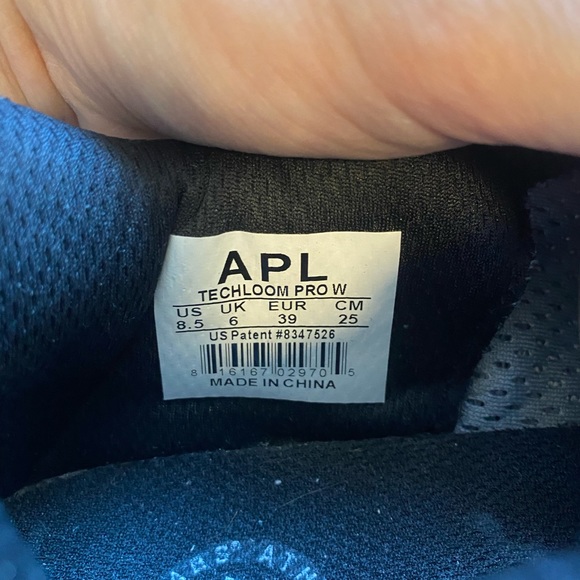 APL
TECHLOOM PRO W
US UK EUR CM
8.5 6 39 25
US Patent #8347526
8 16167 02970 5
MADE IN CHINA